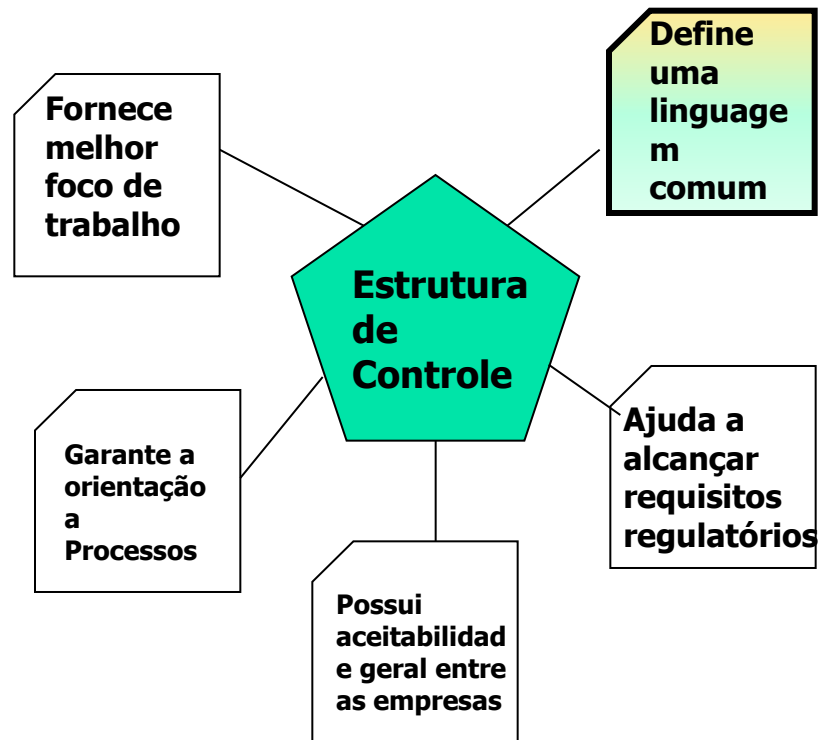 Define
uma
linguage
m
comum
Fornece
melhor
foco de
trabalho
Estrutura
de
Controle
Ajuda a
alcançar
requisitos
regulatórios
Garante a
orientação
a
Processos
Possui
aceitabilidad
e geral entre
as empresas